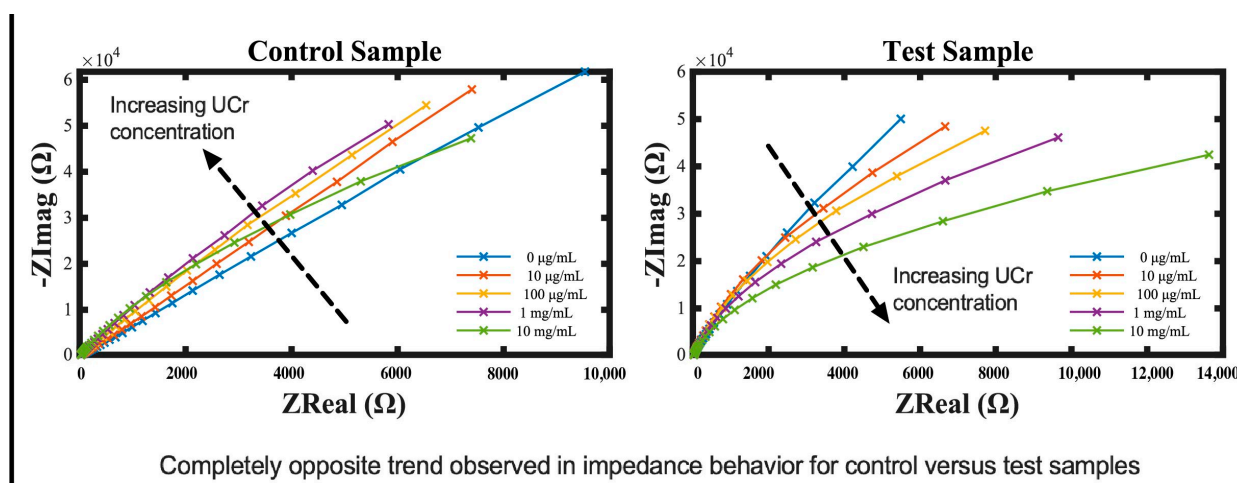 Control Sample
×10⁴
6
5
4
3
2
1
0
-ZImag (Ω)
Increasing UCr
concentration
0 μg/mL
10 μg/mL
100 μg/mL
1 mg/mL
10 mg/mL
0
2000
4000
6000
8000
10,000
ZReal (Ω)
Test Sample
×10⁴
6
5
4
3
2
1
0
-ZImag (Ω)
Increasing UCr
concentration
0 μg/mL
10 μg/mL
100 μg/mL
1 mg/mL
10 mg/mL
0
2000
4000
6000
8000
10,000
12,000
14,000
ZReal (Ω)
Completely opposite trend observed in impedance behavior for control versus test samples